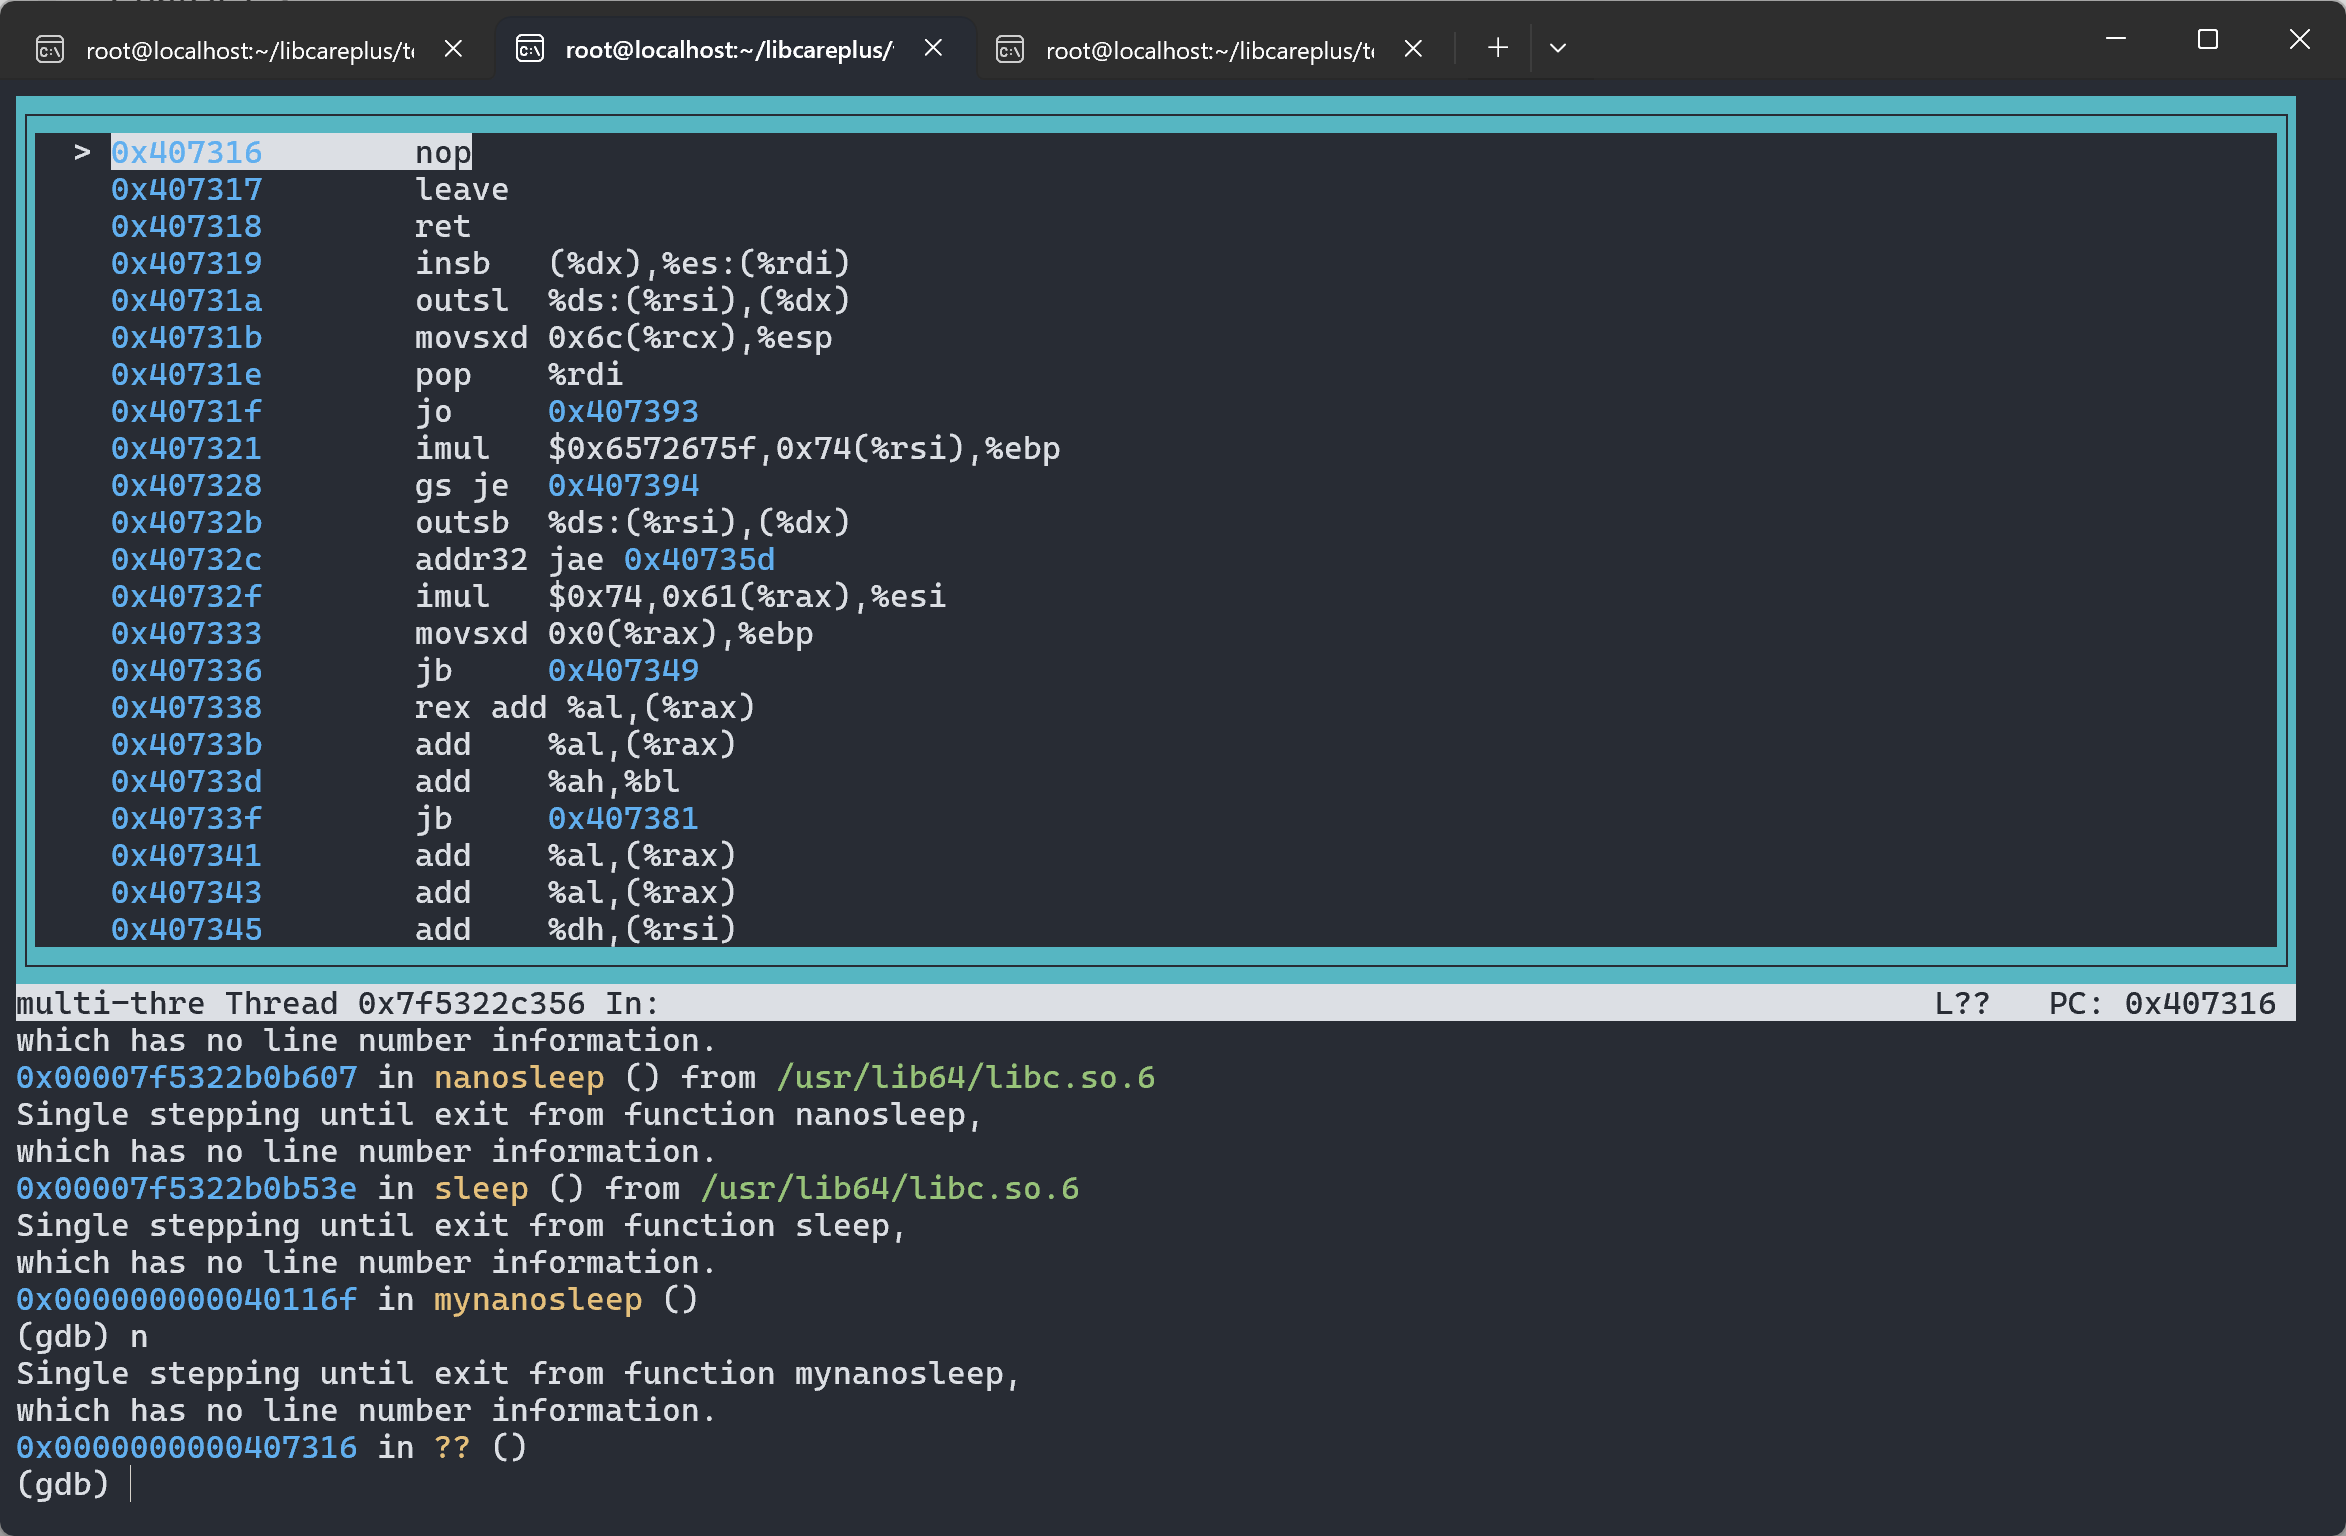 root@localhost:~/libcareplus/te
root@localhost:~/libcareplus/
root@localhost:~/libcareplus/te
> 0x407316 nop
0x407317 leave
0x407318 ret
0x407319 insb (%dx),%es:(%rdi)
0x40731a outsl %ds:(%rsi),(%dx)
0x40731b movsxd 0x6c(%rcx),%esp
0x40731e pop %rdi
0x40731f jo 0x407393
0x407321 imul $0x6572675f,0x74(%rsi),%ebp
0x407328 gs je 0x407394
0x40732b outsb %ds:(%rsi),(%dx)
0x40732c addr32 jae 0x40735d
0x40732f imul $0x74,0x61(%rax),%esi
0x407333 movsxd 0x0(%rax),%ebp
0x407336 jb 0x407349
0x407338 rex add %al,(%rax)
0x40733b add %al,(%rax)
0x40733d add %ah,%bl
0x40733f jb 0x407381
0x407341 add %al,(%rax)
0x407343 add %al,(%rax)
0x407345 add %dh,(%rsi)
multi-thre Thread 0x7f5322c356 In: L?? PC: 0x407316
which has no line number information.
0x00007f5322b0b607 in nanosleep () from /usr/lib64/libc.so.6
Single stepping until exit from function nanosleep,
which has no line number information.
0x00007f5322b0b53e in sleep () from /usr/lib64/libc.so.6
Single stepping until exit from function sleep,
which has no line number information.
0x000000000040116f in mynanosleep ()
(gdb) n
Single stepping until exit from function mynanosleep,
which has no line number information.
0x0000000000407316 in ?? ()
(gdb)